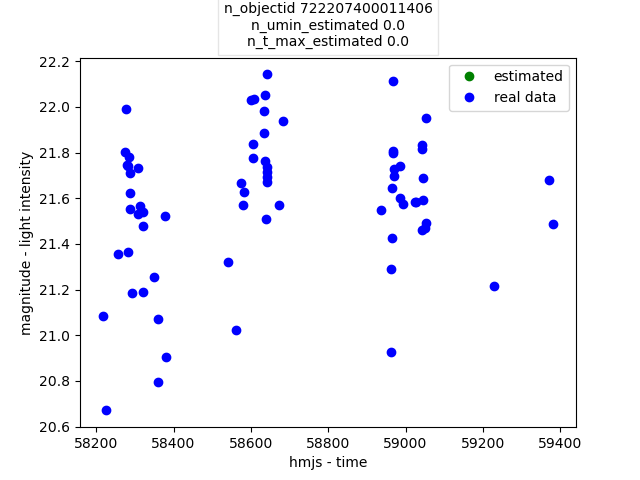 n_objectid 722207400011406
n_umin_estimated 0.0
n_t_max_estimated 0.0
estimated
real data
magnitude - light intensity
22.2
22.0
21.8
21.6
21.4
21.2
21.0
20.8
20.6
58200 58400 58600 58800 59000 59200 59400
hmjs - time